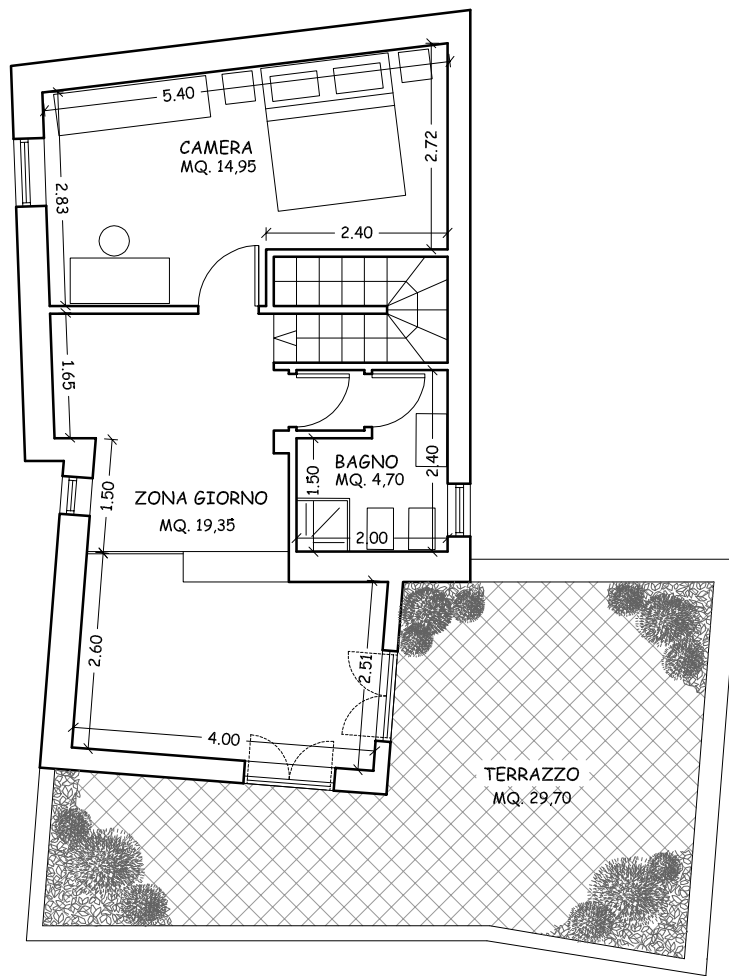 5.40
CAMERA
MQ. 14,95
2.72
2.83
2.40
1.65
BAGNO
MQ. 4,70
2.40
1.50
1.50
ZONA GIORNO
MQ. 19,35
2.00
2.60
2.51
4.00
TERRAZZO
MQ. 29,70